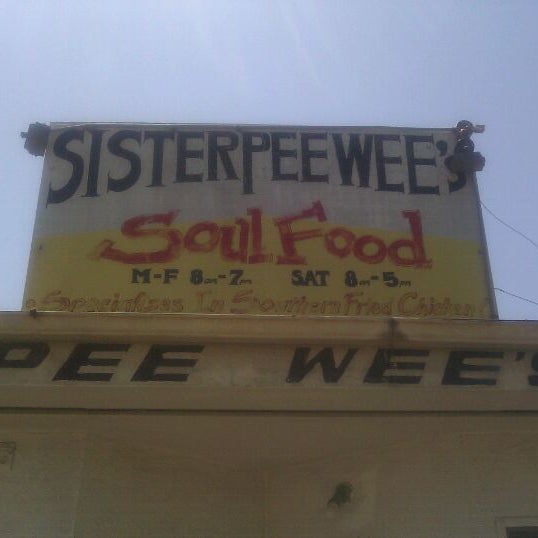 SISTERPEEWEE'S
Soul Food
M-F 8am-7pm SAT 8am-5pm
Specializes In Southern Fried Chicken
PEE WEE'S